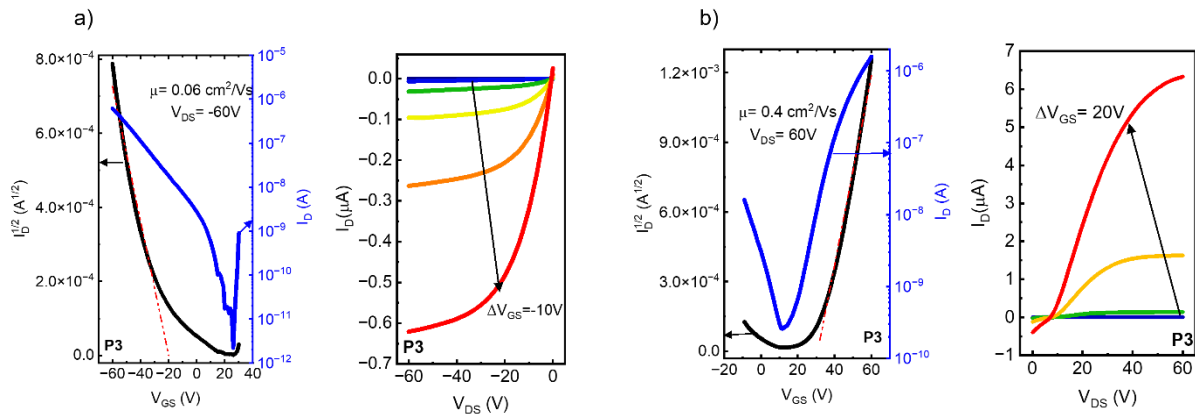 a)
8.0×10⁻⁴
6.0×10⁻⁴
4.0×10⁻⁴
2.0×10⁻⁴
0.0
I_D^1/2 (A^1/2)
μ= 0.06 cm²/Vs
V_DS= -60V
P3
−60 −40 −20 0 20 40
V_GS (V)
10⁻⁵
10⁻⁶
10⁻⁷
10⁻⁸
10⁻⁹
10⁻¹⁰
10⁻¹¹
10⁻¹²
I_D (A)
0.0
−0.1
−0.2
−0.3
−0.4
−0.5
−0.6
−0.7
I_D(μA)
ΔV_GS=-10V
P3
−60 −40 −20 0
V_DS (V)
b)
1.2×10⁻³
9.0×10⁻⁴
6.0×10⁻⁴
3.0×10⁻⁴
0.0
I_D^1/2 (A^1/2)
μ= 0.4 cm²/Vs
V_DS= 60V
P3
−20 0 20 40 60
V_GS (V)
10⁻⁶
10⁻⁷
10⁻⁸
10⁻⁹
10⁻¹⁰
I_D (A)
7
6
5
4
3
2
1
0
−1
I_D(μA)
ΔV_GS= 20V
P3
0 20 40 60
V_DS (V)